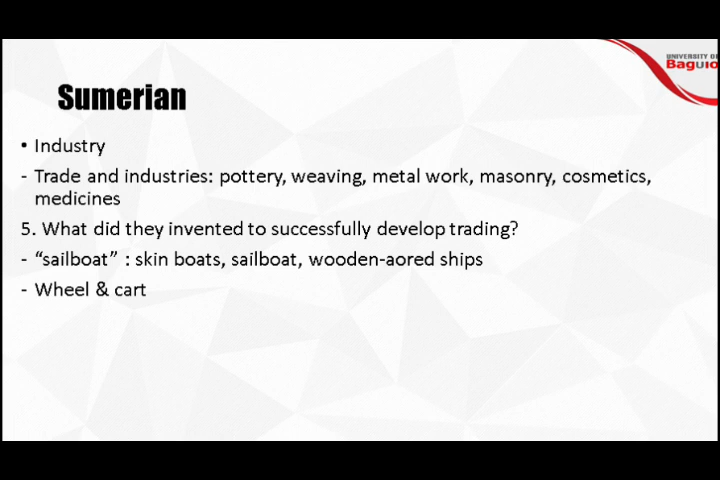 UNIVERSITY OF
Baguio
Sumerian
• Industry
- Trade and industries: pottery, weaving, metal work, masonry, cosmetics,
medicines
5. What did they invented to successfully develop trading?
- “sailboat” : skin boats, sailboat, wooden-aored ships
- Wheel & cart